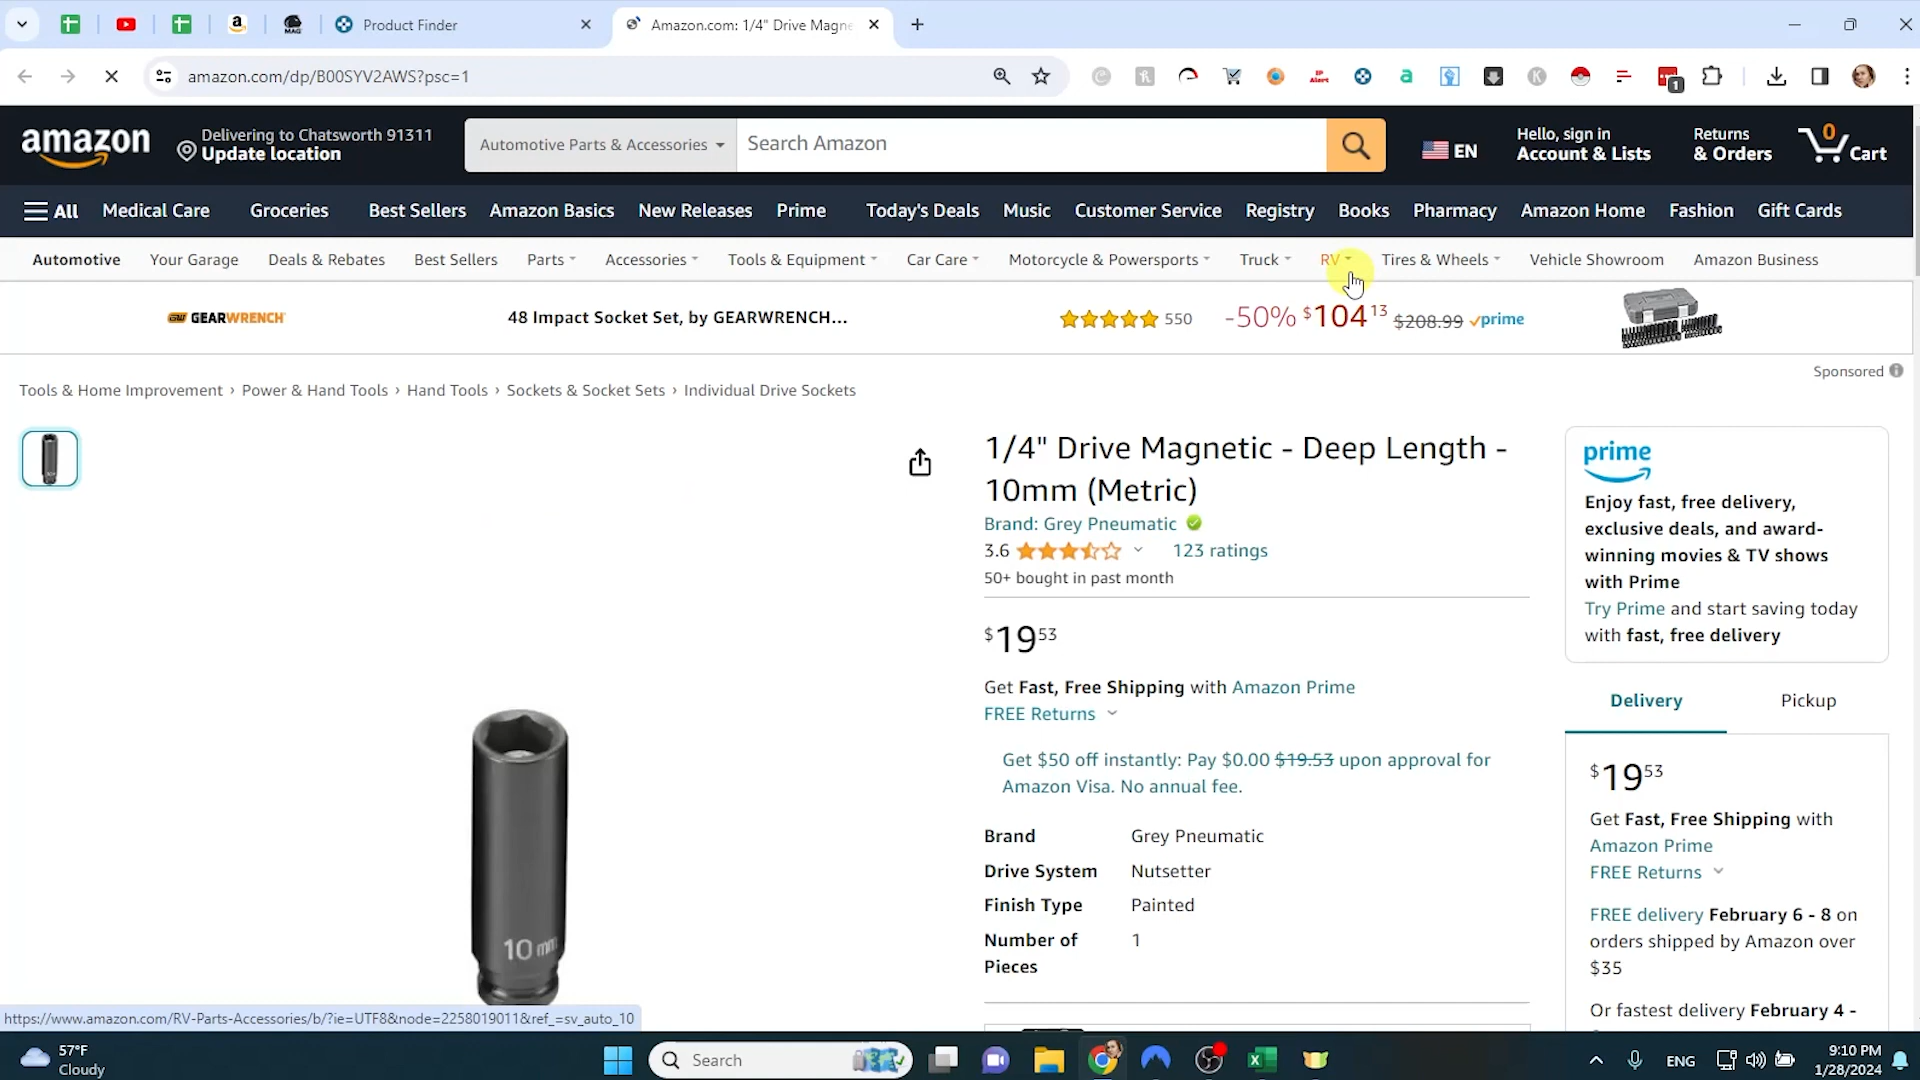 Product Finder
Amazon.com: 1/4" Drive Magne
amazon.com/dp/B00SYV2AWS?psc=1
1
amazon
Delivering to Chatsworth 91311
Update location
Automotive Parts & Accessories
Search Amazon
EN
Hello, sign in
Account & Lists
Returns
& Orders
0
Cart
All
Medical Care
Groceries
Best Sellers
Amazon Basics
New Releases
Prime
Today's Deals
Music
Customer Service
Registry
Books
Pharmacy
Amazon Home
Fashion
Gift Cards
Automotive
Your Garage
Deals & Rebates
Best Sellers
Parts
Accessories
Tools & Equipment
Car Care
Motorcycle & Powersports
Truck
RV
Tires & Wheels
Vehicle Showroom
Amazon Business
GEARWRENCH
48 Impact Socket Set, by GEARWRENCH...
550
-50% $104 13 $208.99 prime
Sponsored
Tools & Home Improvement › Power & Hand Tools › Hand Tools › Sockets & Socket Sets › Individual Drive Sockets
10 mm
1/4" Drive Magnetic - Deep Length -
10mm (Metric)
Brand: Grey Pneumatic
3.6
123 ratings
50+ bought in past month
$19 53
Get Fast, Free Shipping with Amazon Prime
FREE Returns
Get $50 off instantly: Pay $0.00 $19.53 upon approval for
Amazon Visa. No annual fee.
Brand Grey Pneumatic
Drive System Nutsetter
Finish Type Painted
Number of 1
Pieces
prime
Enjoy fast, free delivery,
exclusive deals, and award-
winning movies & TV shows
with Prime
Try Prime and start saving today
with fast, free delivery
Delivery
Pickup
$19 53
Get Fast, Free Shipping with
Amazon Prime
FREE Returns
FREE delivery February 6 - 8 on
orders shipped by Amazon over
$35
Or fastest delivery February 4 -
https://www.amazon.com/RV-Parts-Accessories/b/?ie=UTF8&node=2258019011&ref_=sv_auto_10
57°F
Cloudy
Search
ENG
9:10 PM
1/28/2024